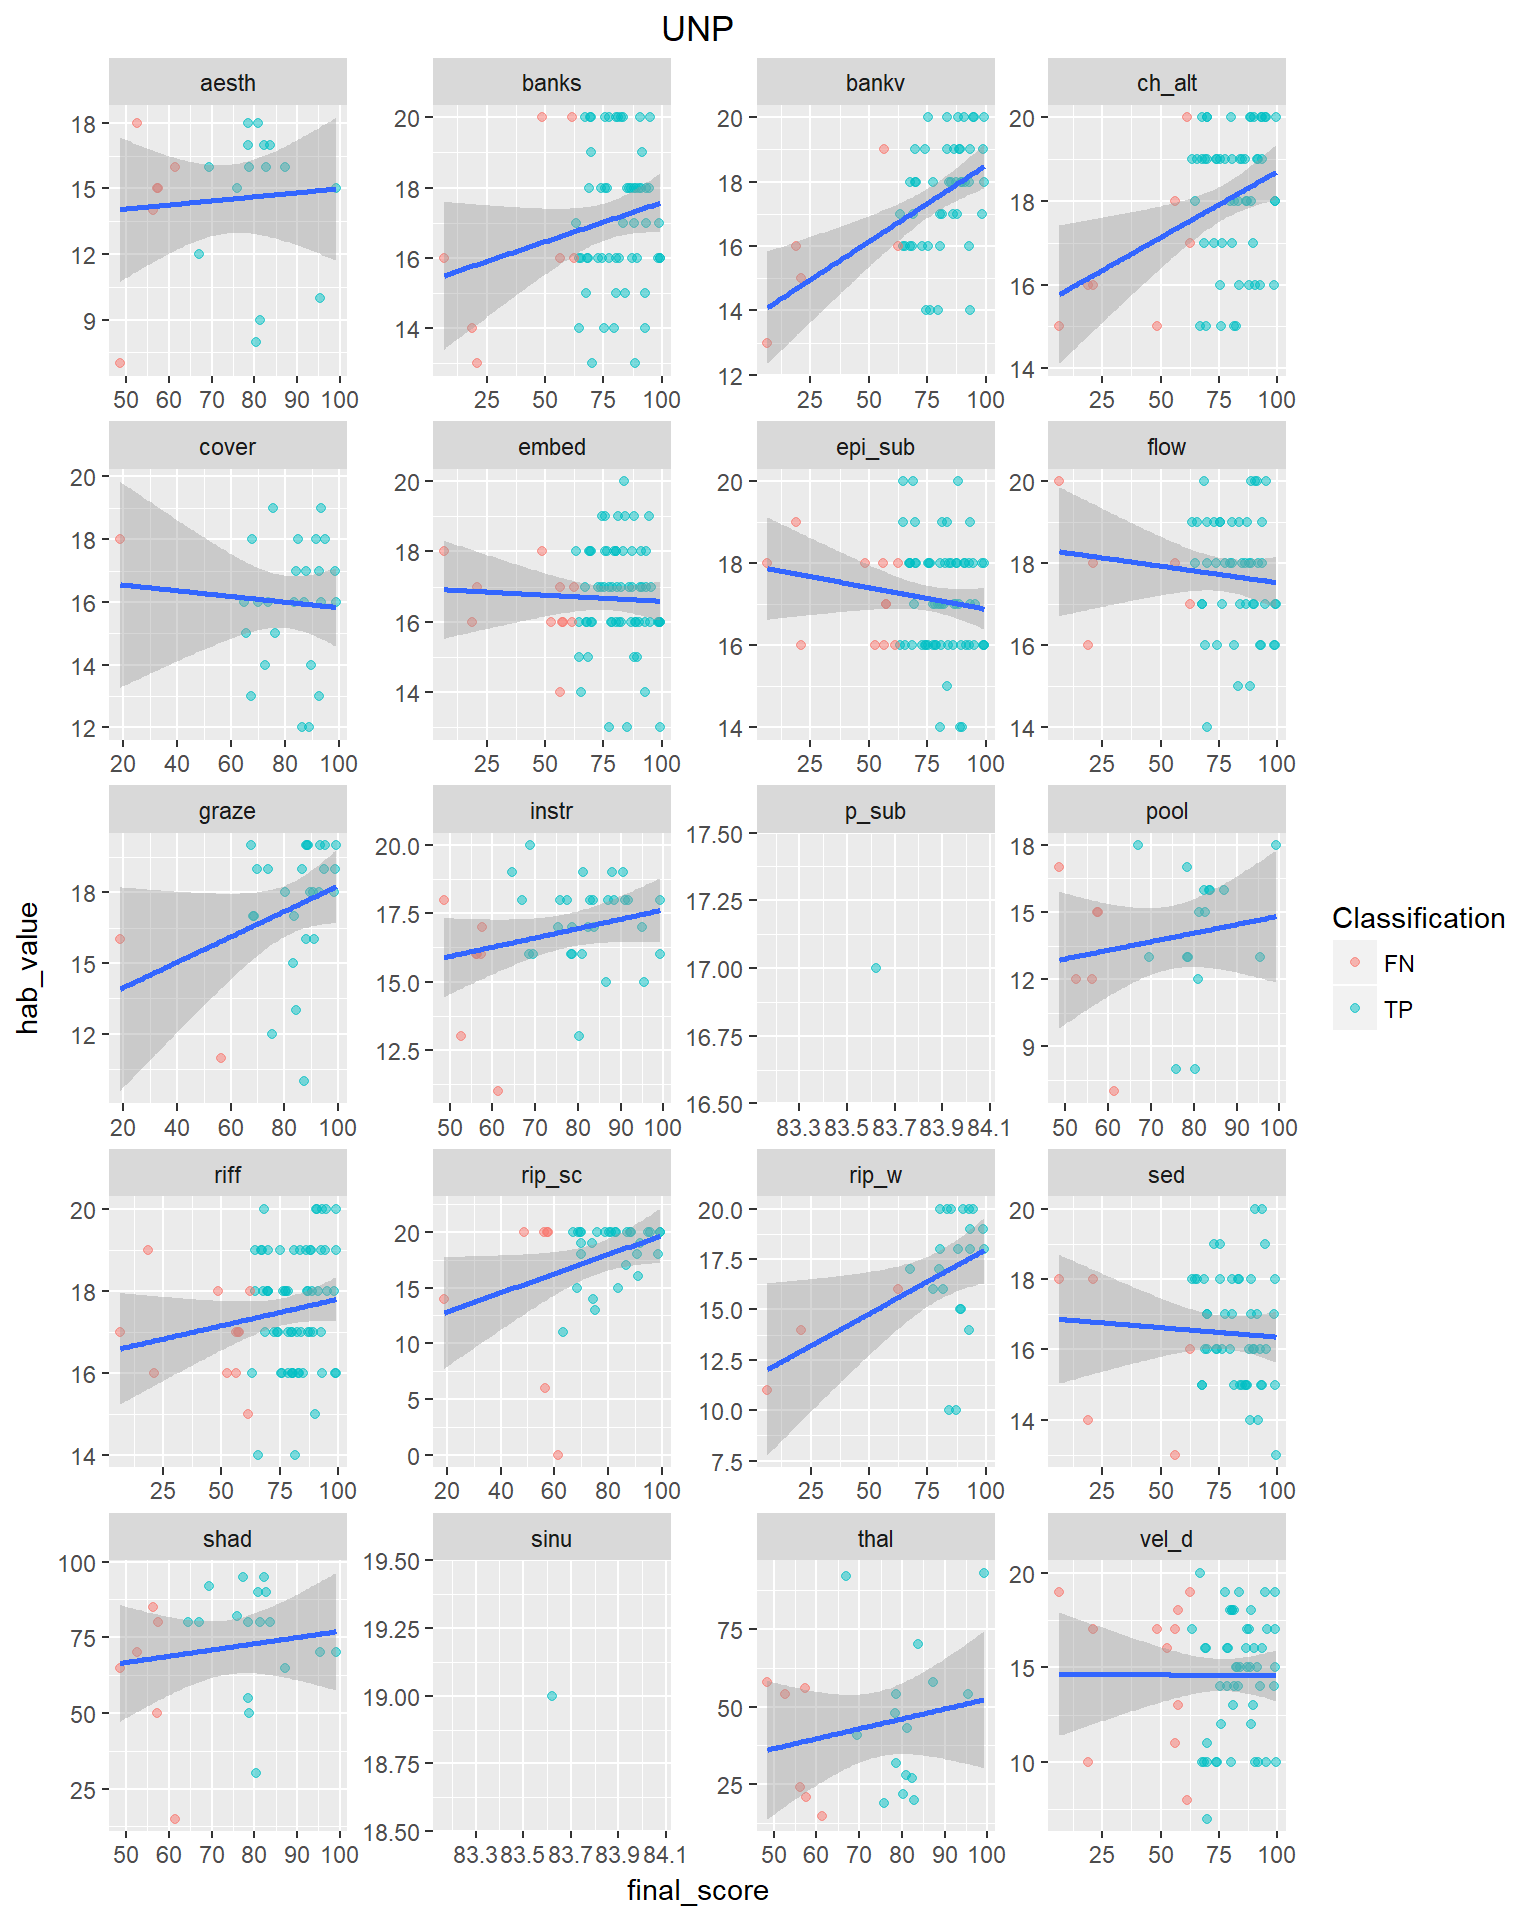 UNP
aesth banks bankv ch_alt
18 15 12 9
20 18 16 14
20 18 16 14 12
20 18 16 14
50 60 70 80 90 100
25 50 75 100
25 50 75 100
25 50 75 100
cover embed epi_sub flow
20 18 16 14 12
20 18 16 14
20 18 16 14
20 18 16 14
20 40 60 80 100
25 50 75 100
25 50 75 100
25 50 75 100
graze instr p_sub pool
18 15 12
20.0 17.5 15.0 12.5
17.50 17.25 17.00 16.75 16.50
18 15 12 9
20 40 60 80 100
50 60 70 80 90 100
83.3 83.5 83.7 83.9 84.1
50 60 70 80 90 100
hab_value
Classification
FN
TP
riff rip_sc rip_w sed
20 19 18 17 16 15 14
20 15 10 5 0
20.0 17.5 15.0 12.5 10.0 7.5
20 18 16 14
25 50 75 100
20 40 60 80 100
25 50 75 100
25 50 75 100
shad sinu thal vel_d
100 75 50 25
19.50 19.25 19.00 18.75 18.50
75 50 25
20 15 10
50 60 70 80 90 100
83.3 83.5 83.7 83.9 84.1
50 60 70 80 90 100
25 50 75 100
final_score